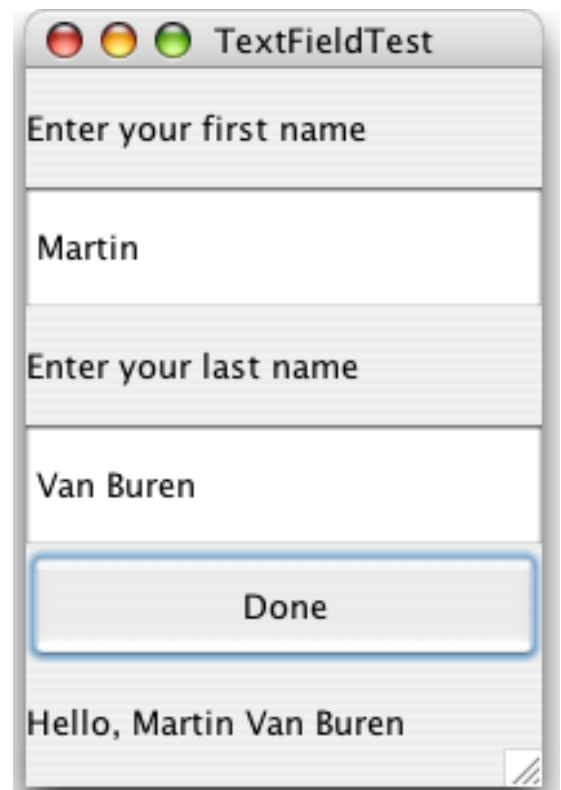 TextFieldTest
Enter your first name
Martin
Enter your last name
Van Buren
Done
Hello, Martin Van Buren